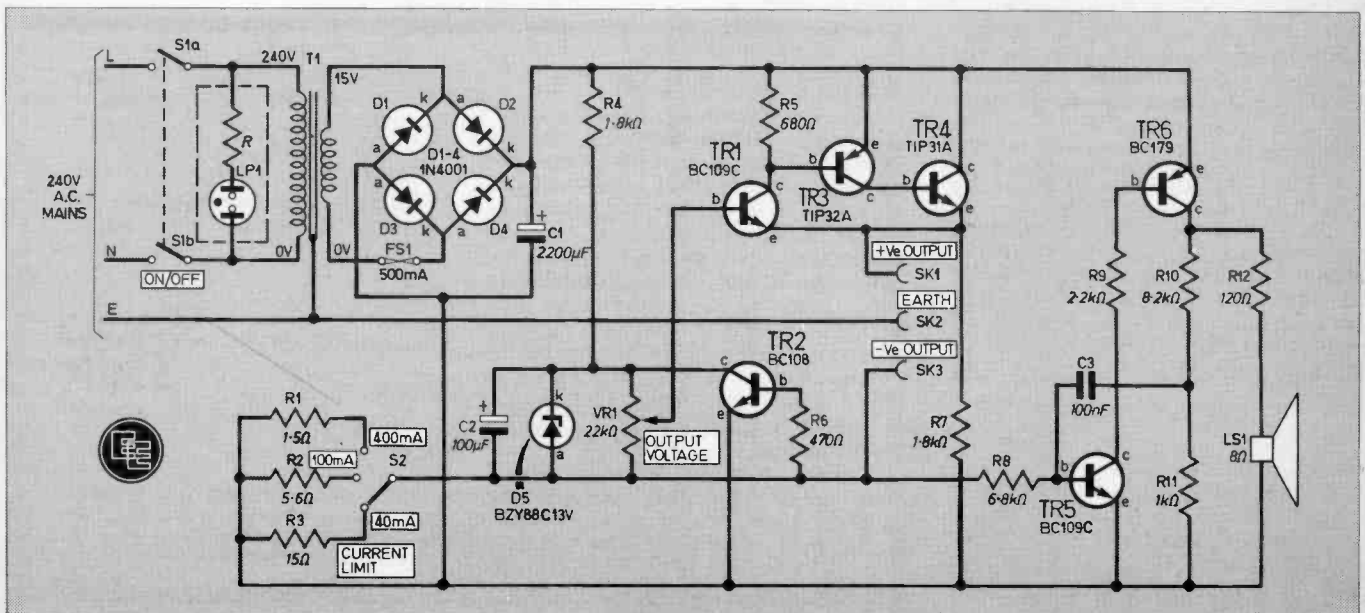 L
S1a
240V
T1
15V
R
LP1
240V
A.C.
MAINS
N
S1b
ON/OFF
0V
0V
FS1
500mA
E
D1
k
a
D2
a
D1-4
1N4001
k
a
a
D3
k
k
D4
+
C1
2200µF
R4
1·8kΩ
R5
680Ω
TR1
BC109C
b
c
e
TR3
TIP32A
b
e
c
TR4
TIP31A
b
c
e
+Ve OUTPUT
SK1
EARTH
SK2
-Ve OUTPUT
SK3
TR6
BC179
b
e
c
R9
2·2kΩ
R10
8·2kΩ
R12
120Ω
EE
R1
1·5Ω
400mA
100mA
S2
R2
5·6Ω
40mA
R3
15Ω
CURRENT
LIMIT
+
C2
100µF
k
a
D5
BZY88C13V
VR1
22kΩ
OUTPUT
VOLTAGE
TR2
BC108
c
b
e
R6
470Ω
R7
1·8kΩ
R8
6·8kΩ
C3
100nF
b
c
e
TR5
BC109C
R11
1kΩ
LS1
8Ω